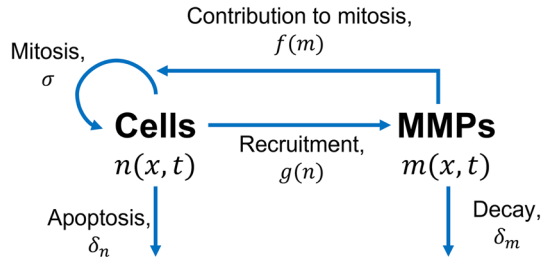 Contribution to mitosis,
f(m)
Mitosis,
σ
Cells
n(x, t)
Recruitment,
g(n)
MMPs
m(x, t)
Apoptosis,
δₙ
Decay,
δₘ